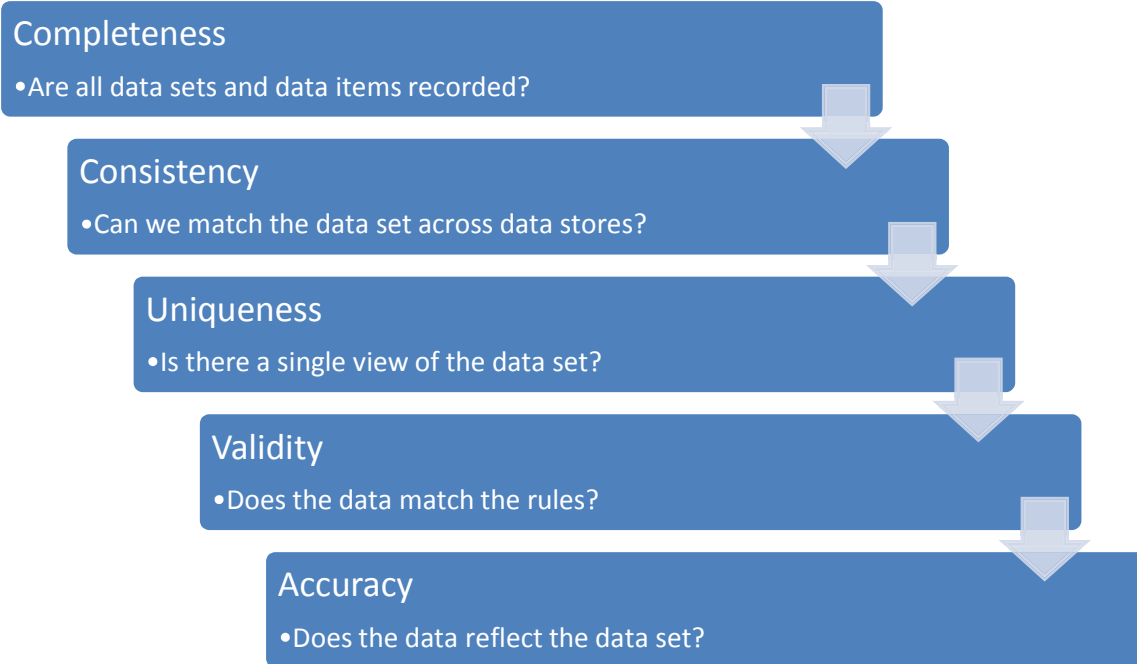 Completeness
•Are all data sets and data items recorded?
Consistency
•Can we match the data set across data stores?
Uniqueness
•Is there a single view of the data set?
Validity
•Does the data match the rules?
Accuracy
•Does the data reflect the data set?